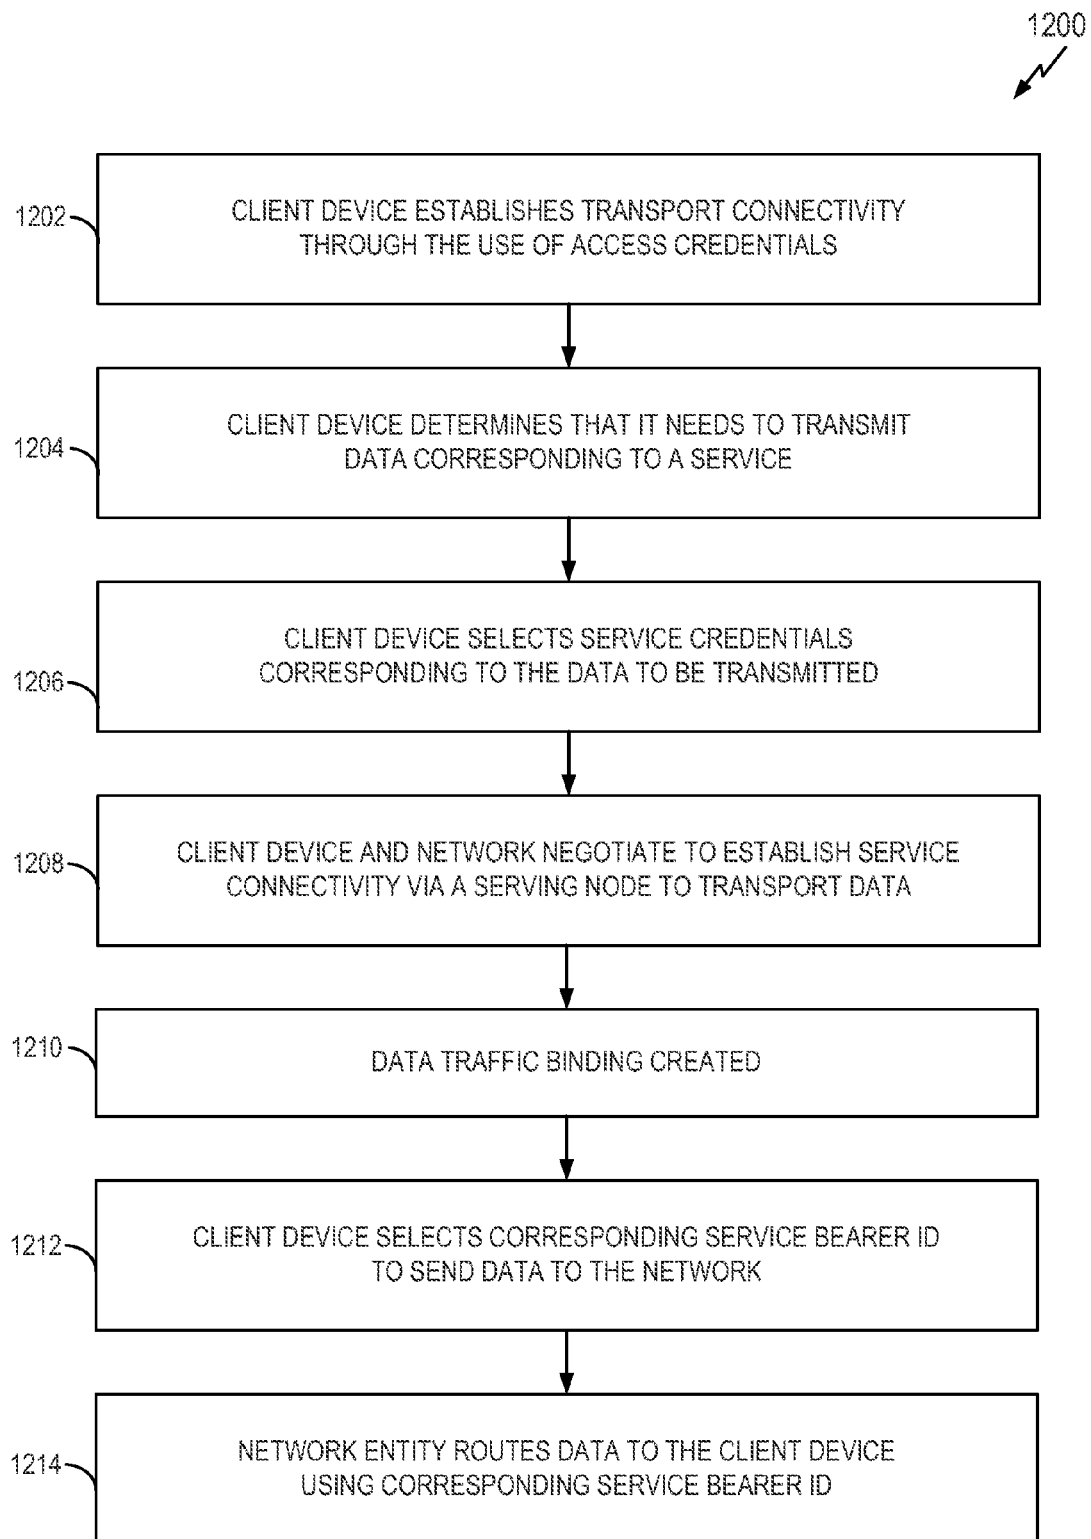 1200
1202
CLIENT DEVICE ESTABLISHES TRANSPORT CONNECTIVITY
THROUGH THE USE OF ACCESS CREDENTIALS
1204
CLIENT DEVICE DETERMINES THAT IT NEEDS TO TRANSMIT
DATA CORRESPONDING TO A SERVICE
1206
CLIENT DEVICE SELECTS SERVICE CREDENTIALS
CORRESPONDING TO THE DATA TO BE TRANSMITTED
1208
CLIENT DEVICE AND NETWORK NEGOTIATE TO ESTABLISH SERVICE
CONNECTIVITY VIA A SERVING NODE TO TRANSPORT DATA
1210
DATA TRAFFIC BINDING CREATED
1212
CLIENT DEVICE SELECTS CORRESPONDING SERVICE BEARER ID
TO SEND DATA TO THE NETWORK
1214
NETWORK ENTITY ROUTES DATA TO THE CLIENT DEVICE
USING CORRESPONDING SERVICE BEARER ID